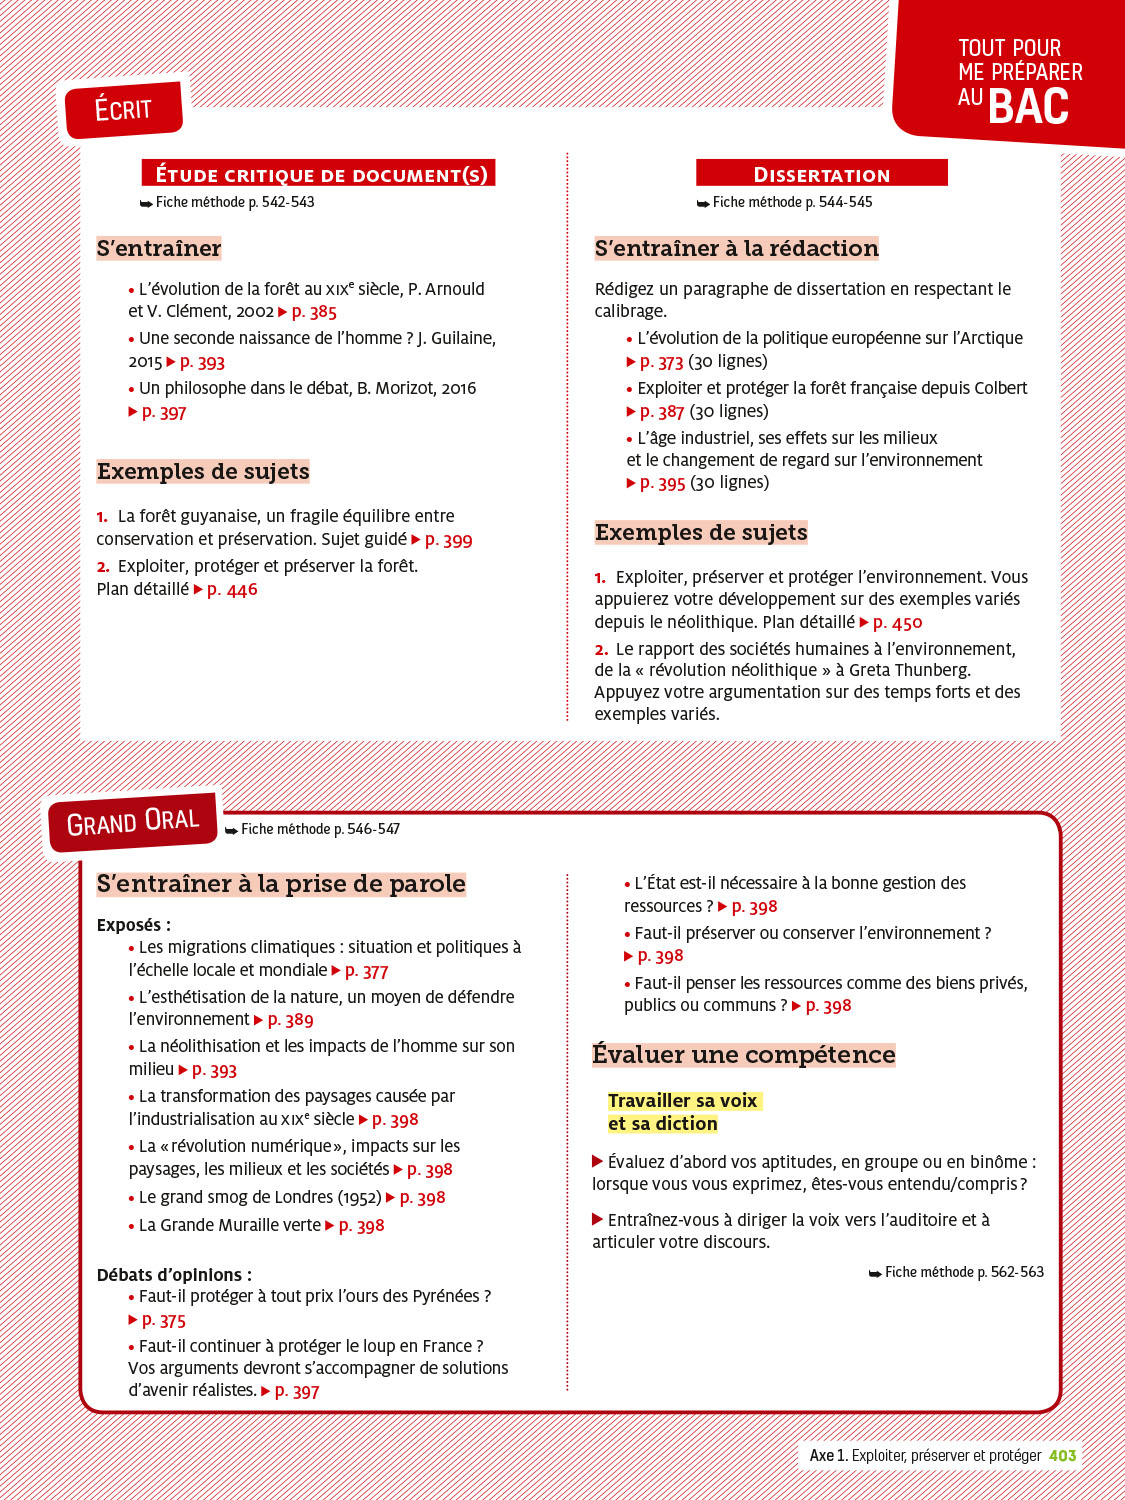 TOUT POUR
ME PRÉPARER
AU BAC
ÉCRIT
ÉTUDE CRITIQUE DE DOCUMENT(S)
➥ Fiche méthode p. 542-543
S’entraîner
• L’évolution de la forêt au XIXe siècle, P. Arnould
et V. Clément, 2002 ▶ p. 385
• Une seconde naissance de l’homme ? J. Guilaine,
2015 ▶ p. 393
• Un philosophe dans le débat, B. Morizot, 2016
▶ p. 397
Exemples de sujets
1. La forêt guyanaise, un fragile équilibre entre
conservation et préservation. Sujet guidé ▶ p. 399
2. Exploiter, protéger et préserver la forêt.
Plan détaillé ▶ p. 446
DISSERTATION
➥ Fiche méthode p. 544-545
S’entraîner à la rédaction
Rédigez un paragraphe de dissertation en respectant le
calibrage.
• L’évolution de la politique européenne sur l’Arctique
▶ p. 373 (30 lignes)
• Exploiter et protéger la forêt française depuis Colbert
▶ p. 387 (30 lignes)
• L’âge industriel, ses effets sur les milieux
et le changement de regard sur l’environnement
▶ p. 395 (30 lignes)
Exemples de sujets
1. Exploiter, préserver et protéger l’environnement. Vous
appuierez votre développement sur des exemples variés
depuis le néolithique. Plan détaillé ▶ p. 450
2. Le rapport des sociétés humaines à l’environnement,
de la « révolution néolithique » à Greta Thunberg.
Appuyez votre argumentation sur des temps forts et des
exemples variés.
GRAND ORAL
➥ Fiche méthode p. 546-547
S’entraîner à la prise de parole
Exposés :
• Les migrations climatiques : situation et politiques à
l’échelle locale et mondiale ▶ p. 377
• L’esthétisation de la nature, un moyen de défendre
l’environnement ▶ p. 389
• La néolithisation et les impacts de l’homme sur son
milieu ▶ p. 393
• La transformation des paysages causée par
l’industrialisation au XIXe siècle ▶ p. 398
• La « révolution numérique », impacts sur les
paysages, les milieux et les sociétés ▶ p. 398
• Le grand smog de Londres (1952) ▶ p. 398
• La Grande Muraille verte ▶ p. 398
Débats d’opinions :
• Faut-il protéger à tout prix l’ours des Pyrénées ?
▶ p. 375
• Faut-il continuer à protéger le loup en France ?
Vos arguments devront s’accompagner de solutions
d’avenir réalistes. ▶ p. 397
• L’État est-il nécessaire à la bonne gestion des
ressources ? ▶ p. 398
• Faut-il préserver ou conserver l’environnement ?
▶ p. 398
• Faut-il penser les ressources comme des biens privés,
publics ou communs ? ▶ p. 398
Évaluer une compétence
Travailler sa voix
et sa diction
▶ Évaluez d’abord vos aptitudes, en groupe ou en binôme :
lorsque vous vous exprimez, êtes-vous entendu/compris ?
▶ Entraînez-vous à diriger la voix vers l’auditoire et à
articuler votre discours.
➥ Fiche méthode p. 562-563
Axe 1. Exploiter, préserver et protéger 403